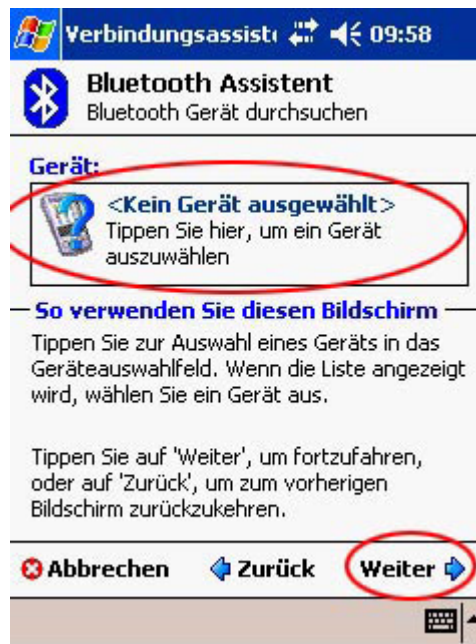 Verbindungsassist 09:58
Bluetooth Assistent
Bluetooth Gerät durchsuchen
Gerät:
<Kein Gerät ausgewählt>
Tippen Sie hier, um ein Gerät
auszuwählen
So verwenden Sie diesen Bildschirm
Tippen Sie zur Auswahl eines Geräts in das
Geräteauswahlfeld. Wenn die Liste angezeigt
wird, wählen Sie ein Gerät aus.
Tippen Sie auf 'Weiter', um fortzufahren,
oder auf 'Zurück', um zum vorherigen
Bildschirm zurückzukehren.
Abbrechen Zurück Weiter